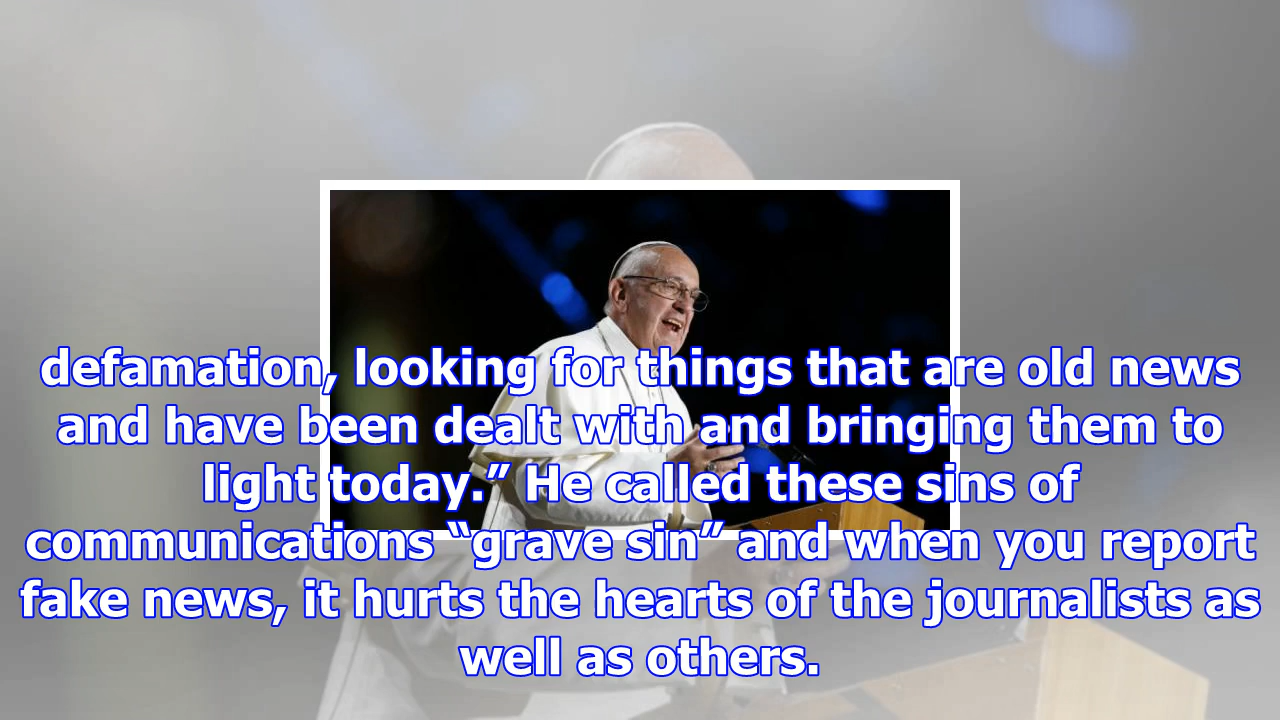 defamation, looking for things that are old news
and have been dealt with and bringing them to
light today.” He called these sins of
communications “grave sin” and when you report
fake news, it hurts the hearts of the journalists as
well as others.